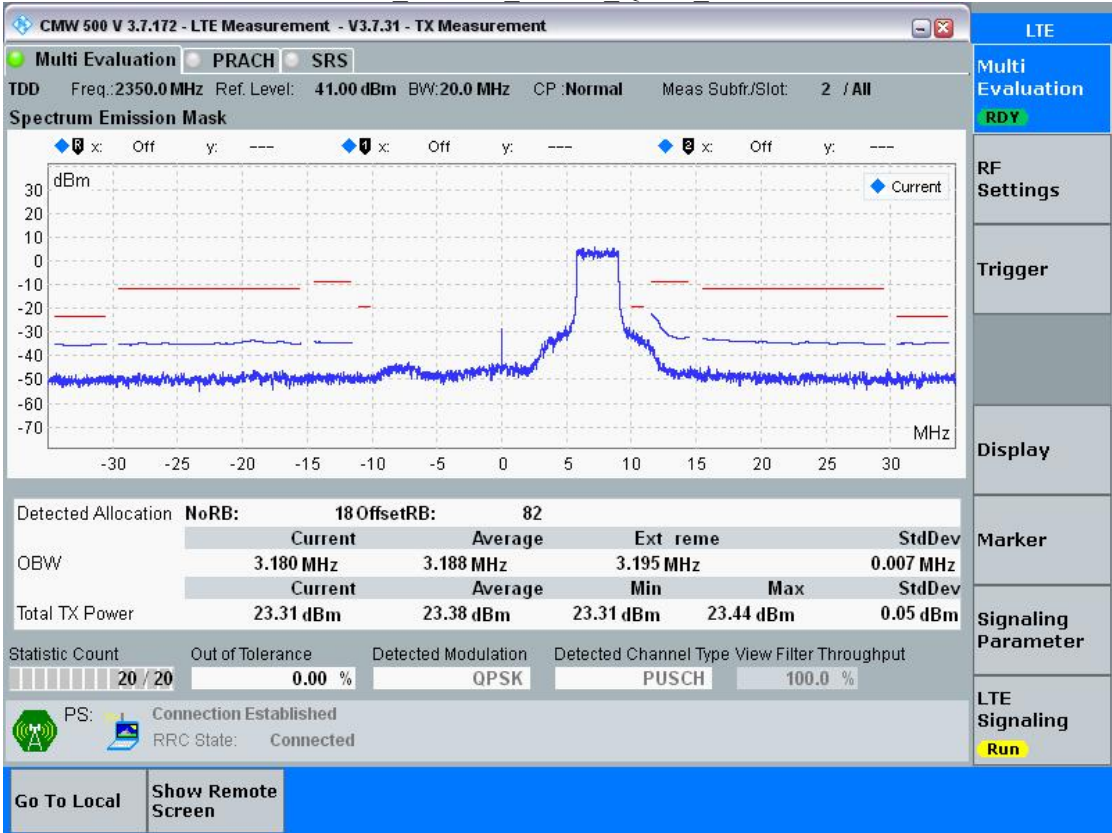 CMW 500 V 3.7.172 - LTE Measurement - V3.7.31 - TX Measurement
LTE
Multi Evaluation PRACH SRS
TDD Freq.:2350.0 MHz Ref. Level: 41.00 dBm BW:20.0 MHz CP :Normal Meas Subfr./Slot: 2 / All
Spectrum Emission Mask
R x: Off y: --- 1 x: Off y: --- 2 x: Off y: ---
dBm
Current
30
20
10
0
-10
-20
-30
-40
-50
-60
-70
MHz
-30 -25 -20 -15 -10 -5 0 5 10 15 20 25 30
Detected Allocation NoRB: 18 OffsetRB: 82
Current Average Ext reme StdDev
OBW 3.180 MHz 3.188 MHz 3.195 MHz 0.007 MHz
Current Average Min Max StdDev
Total TX Power 23.31 dBm 23.38 dBm 23.31 dBm 23.44 dBm 0.05 dBm
Statistic Count Out of Tolerance Detected Modulation Detected Channel Type View Filter Throughput
20 / 20 0.00 % QPSK PUSCH 100.0 %
PS: Connection Established
RRC State: Connected
Multi
Evaluation
RDY
RF
Settings
Trigger
Display
Marker
Signaling
Parameter
LTE
Signaling
Run
Go To Local
Show Remote
Screen